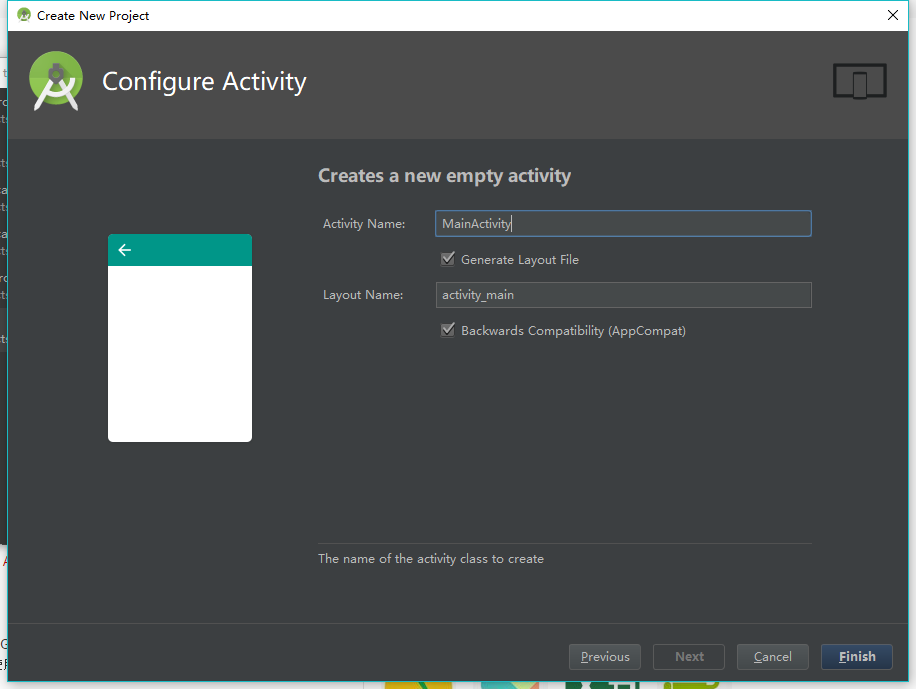 Create New Project
Configure Activity
Creates a new empty activity
Activity Name: MainActivity
Generate Layout File
Layout Name: activity_main
Backwards Compatibility (AppCompat)
The name of the activity class to create
Previous Next Cancel Finish